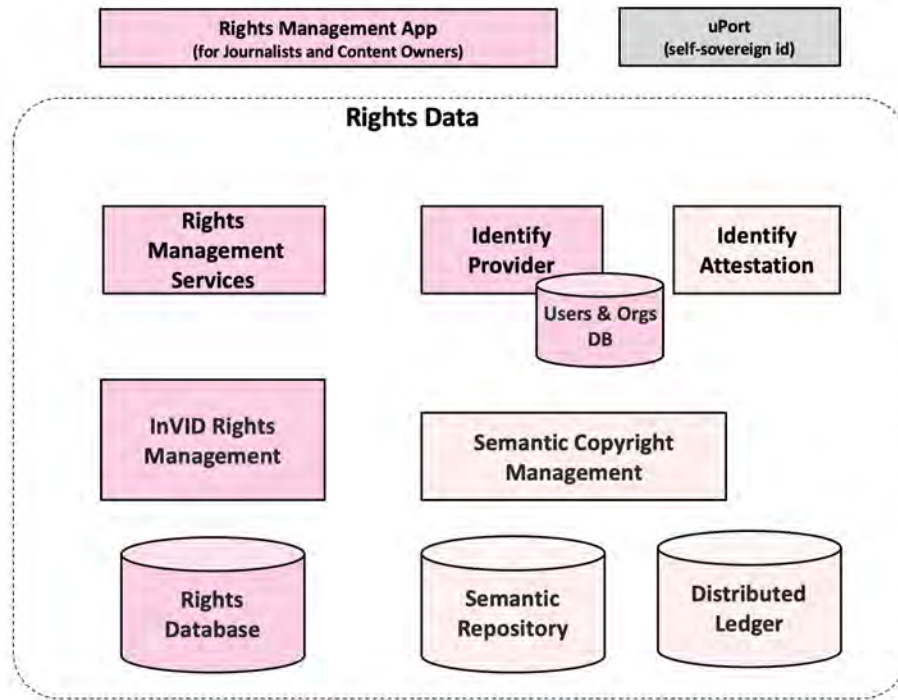 Rights Management App
(for Journalists and Content Owners)
uPort
(self-sovereign id)
Rights Data
Rights
Management
Services
Identify
Provider
Identify
Attestation
Users & Orgs
DB
InVID Rights
Management
Semantic Copyright
Management
Rights
Database
Semantic
Repository
Distributed
Ledger